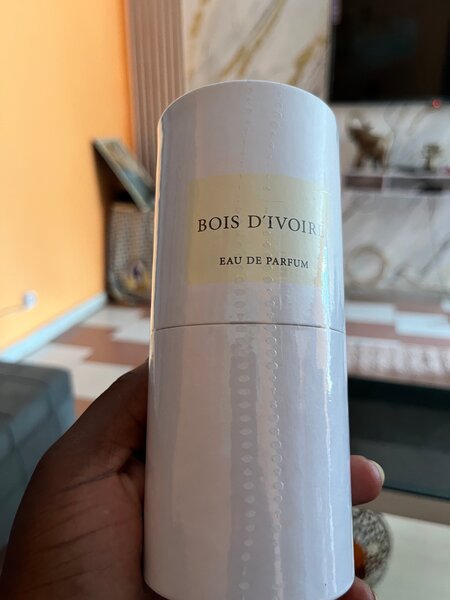 BOIS D'IVOIRE
EAU DE PARFUM